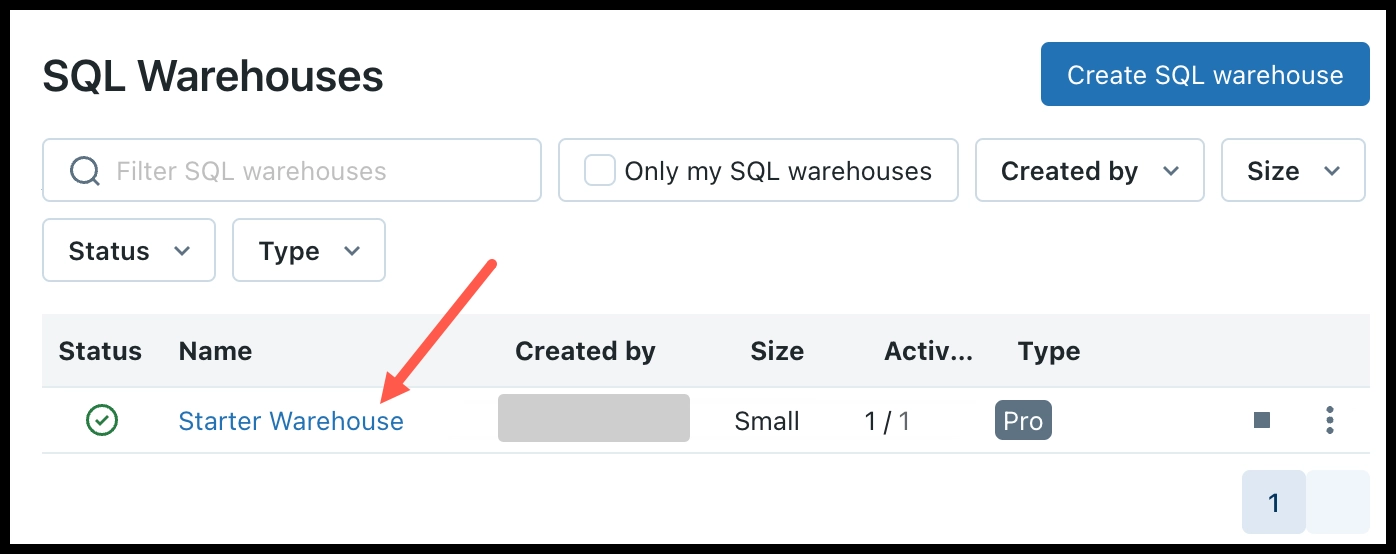 SQL Warehouses
Create SQL warehouse
Filter SQL warehouses
Only my SQL warehouses
Created by
Size
Status
Type
Status Name Created by Size Activ... Type
Starter Warehouse Small 1 / 1 Pro
1